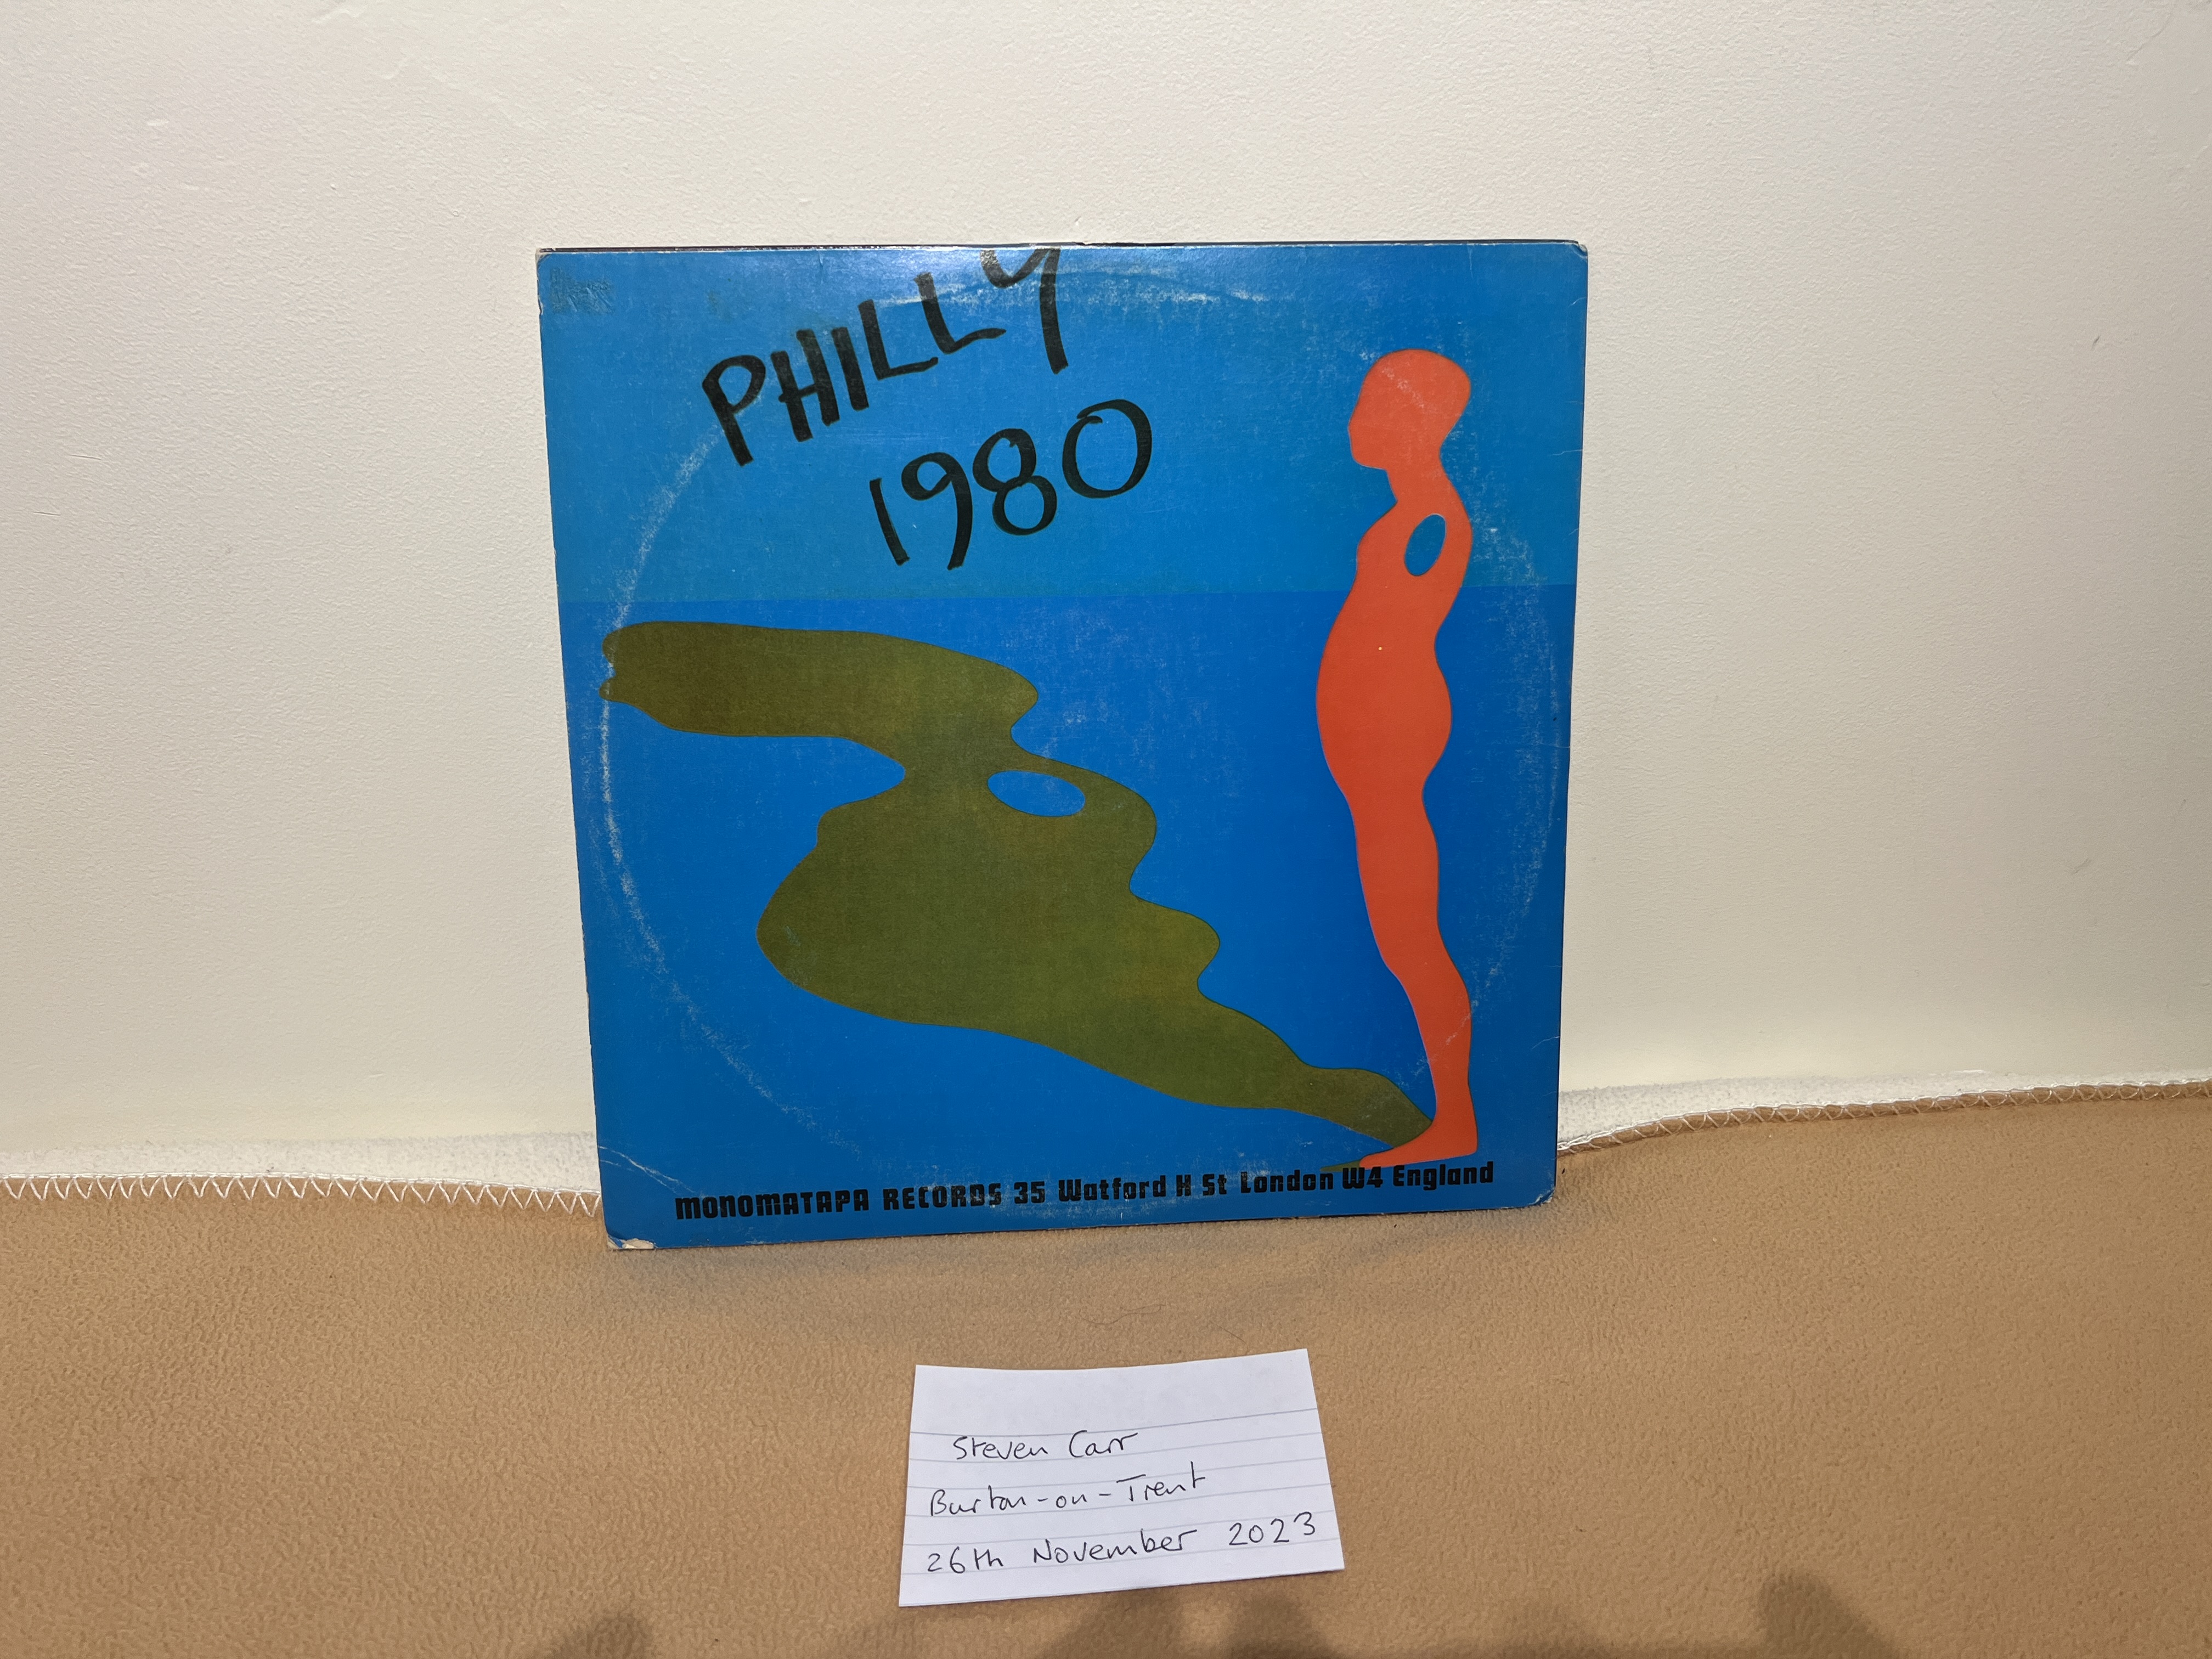 PHILLY
1980
MONOMATAPA RECORDS 35 Watford H St London W4 England
Steven Carr
Burton-on-Trent
26th November 2023